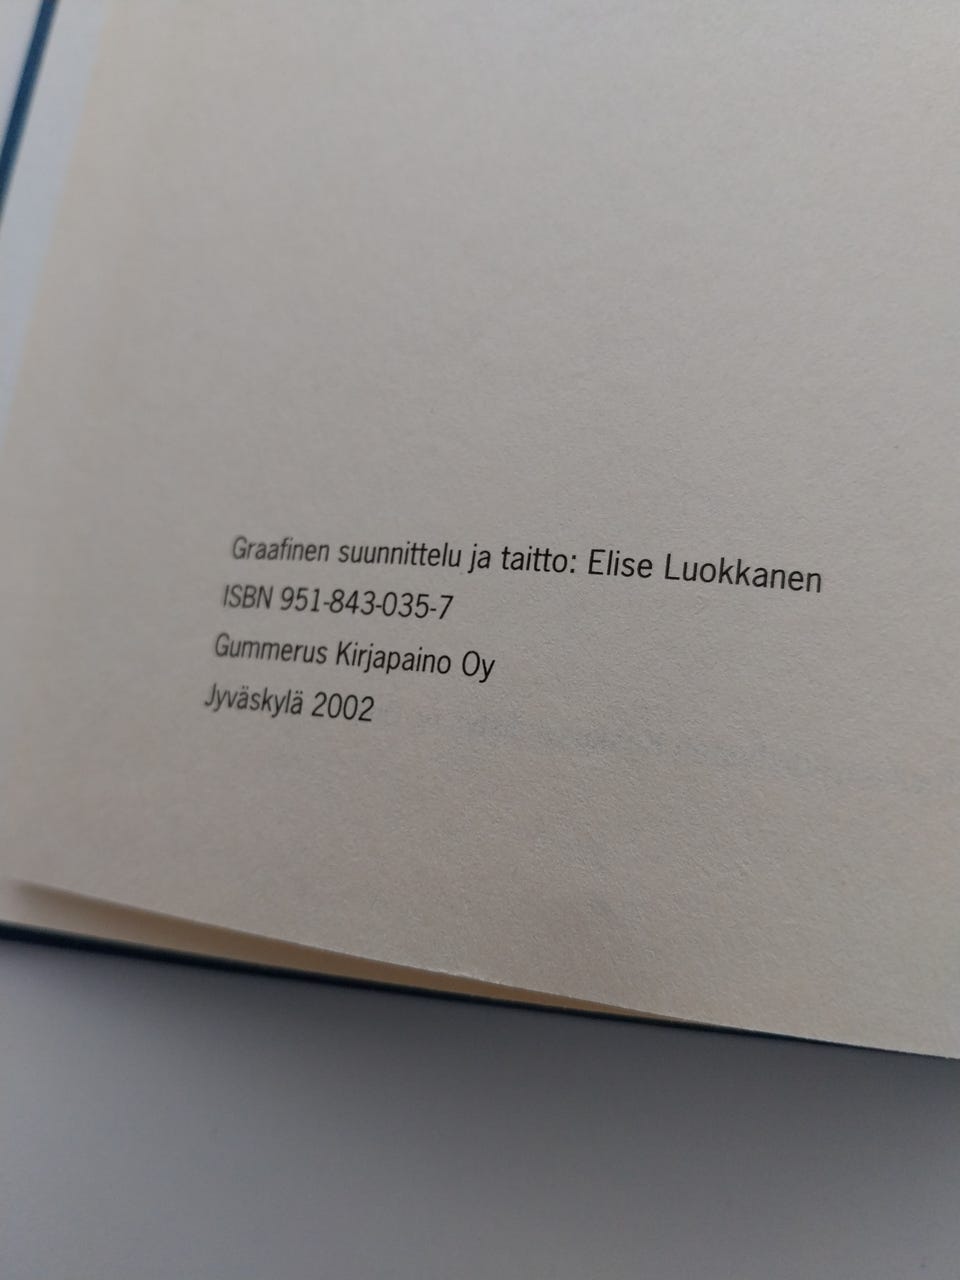 Graafinen suunnittelu ja taitto: Elise Luokkanen
ISBN 951-843-035-7
Gummerus Kirjapaino Oy
Jyväskylä 2002